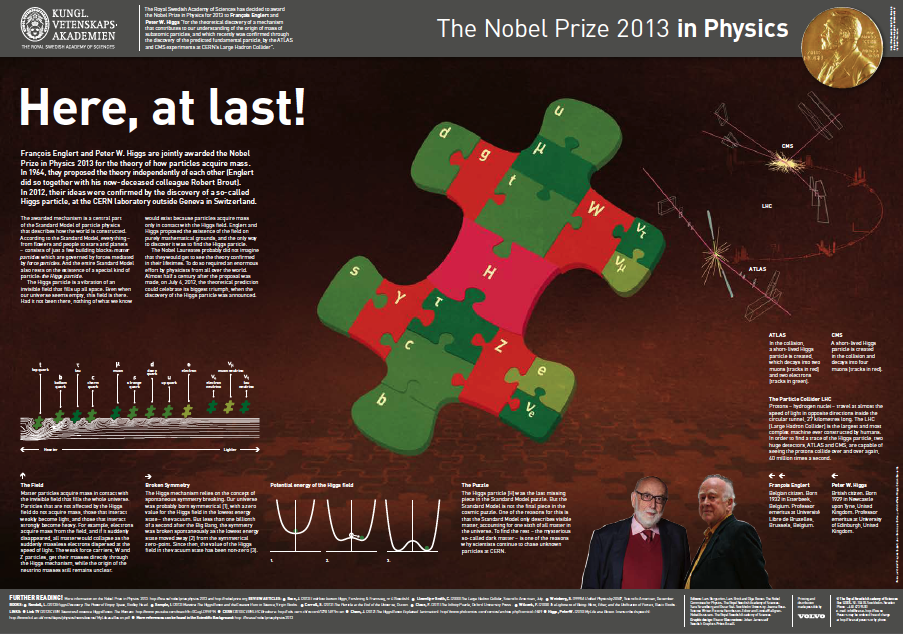 KUNGL.
VETENSKAPS-
AKADEMIEN
THE ROYAL SWEDISH ACADEMY OF SCIENCES
The Royal Swedish Academy of Sciences has decided to award
the Nobel Prize in Physics for 2013 to François Englert and
Peter W. Higgs "for the theoretical discovery of a mechanism
that contributes to our understanding of the origin of mass of
subatomic particles, and which recently was confirmed through
the discovery of the predicted fundamental particle, by the ATLAS
and CMS experiments at CERN's Large Hadron Collider".
The Nobel Prize 2013 in Physics
Here, at last!
François Englert and Peter W. Higgs are jointly awarded the Nobel
Prize in Physics 2013 for the theory of how particles acquire mass.
In 1964, they proposed the theory independently of each other (Englert
did so together with his now-deceased colleague Robert Brout).
In 2012, their ideas were confirmed by the discovery of a so-called
Higgs particle, at the CERN laboratory outside Geneva in Switzerland.
The awarded mechanism is a central part
of the Standard Model of particle physics
that describes how the world is constructed.
According to the Standard Model, everything –
from flowers and people to stars and planets
– consists of just a few building blocks: matter
particles which are governed by forces mediated
by force particles. And the entire Standard Model
also rests on the existence of a special kind of
particle: the Higgs particle.
The Higgs particle is a vibration of an
invisible field that fills up all space. Even when
our universe seems empty, this field is there.
Had it not been there, nothing of what we know
would exist because particles acquire mass
only in contact with the Higgs field. Englert and
Higgs proposed the existence of the field on
purely mathematical grounds, and the only way
to discover it was to find the Higgs particle.
The Nobel Laureates probably did not imagine
that they would get to see the theory confirmed
in their lifetimes. To do so required an enormous
effort by physicists from all over the world.
Almost half a century after the proposal was
made, on July 4, 2012, the theoretical prediction
could celebrate its biggest triumph, when the
discovery of the Higgs particle was announced.
d
g
u
μ
t
W
H
s
γ
τ
c
Z
e
b
CMS
LHC
ATLAS
ATLAS
In the collision,
a short-lived Higgs
particle is created,
which decays into two
muons (tracks in red)
and two electrons
(tracks in green).
CMS
A short-lived Higgs
particle is created
in the collision and
decays into four
muons (tracks in red).
The Particle Collider LHC
Protons – hydrogen nuclei – travel at almost the
speed of light in opposite directions inside the
circular tunnel, 27 kilometres long. The LHC
(Large Hadron Collider) is the largest and most
complex machine ever constructed by humans.
In order to find a trace of the Higgs particle, two
huge detectors, ATLAS and CMS, are capable of
seeing the protons collide over and over again,
40 million times a second.
Heavier
Lighter
The Field
Matter particles acquire mass in contact with
the invisible field that fills the whole universe.
Particles that are not affected by the Higgs
field do not acquire mass, those that interact
weakly become light, and those that interact
strongly become heavy. For example, electrons
acquire mass from the field, and if it suddenly
disappeared, all matter would collapse as the
suddenly massless electrons dispersed at the
speed of light. The weak force carriers, W and
Z particles, get their masses directly through
the Higgs mechanism, while the origin of the
neutrino masses still remains unclear.
Broken Symmetry
The Higgs mechanism relies on the concept of
spontaneous symmetry breaking. Our universe
was probably born symmetrical (1), with a zero
value for the Higgs field in the lowest energy
state – the vacuum. But less than one billionth
of a second after the Big Bang, the symmetry
was broken spontaneously as the lowest energy
state moved away (2) from the symmetrical
zero-point. Since then, the value of the Higgs
field in the vacuum state has been non-zero (3).
Potential energy of the Higgs field
1.
2.
3.
The Puzzle
The Higgs particle (H) was the last missing
piece in the Standard Model puzzle. But the
Standard Model is not the final piece in the
cosmic puzzle. One of the reasons for this is
that the Standard Model only describes visible
matter, accounting for one sixth of all matter in
the universe. To find the rest – the mysterious
so-called dark matter – is one of the reasons
why scientists continue to chase unknown
particles at CERN.
François Englert
Belgian citizen. Born
1932 in Etterbeek,
Belgium. Professor
emeritus at Université
Libre de Bruxelles,
Brussels, Belgium.
Peter W. Higgs
British citizen. Born
1929 in Newcastle
upon Tyne, United
Kingdom. Professor
emeritus at University
of Edinburgh, United
Kingdom.
FURTHER READING!
VOLVO